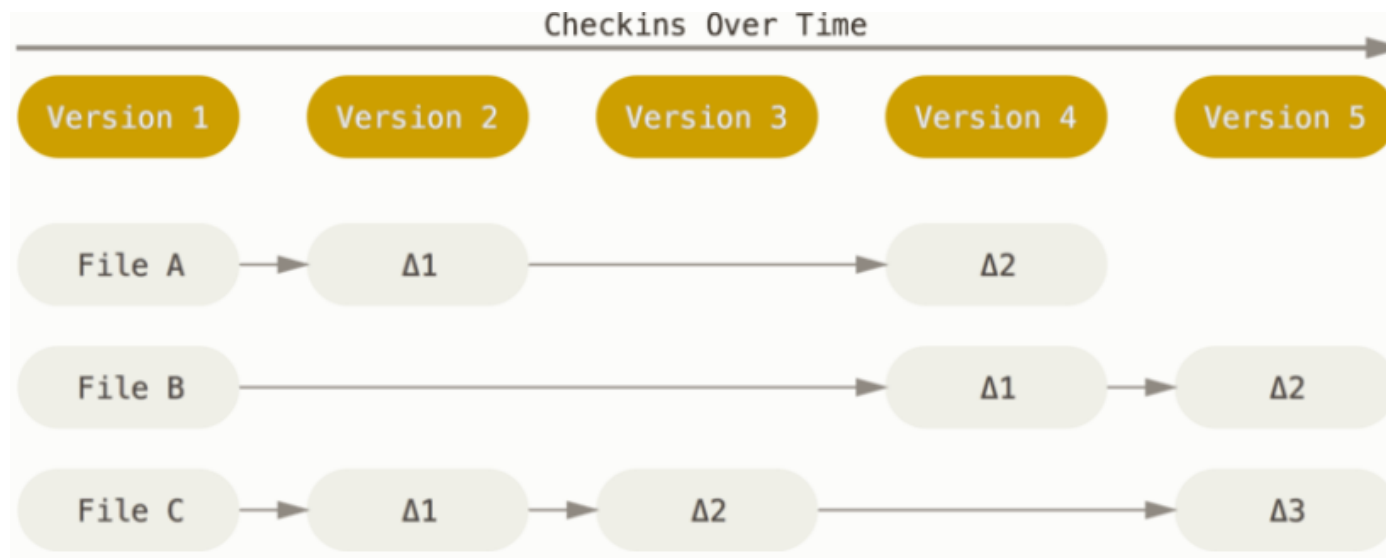 Checkins Over Time
Version 1 Version 2 Version 3 Version 4 Version 5
File A Δ1 Δ2
File B Δ1 Δ2
File C Δ1 Δ2 Δ3